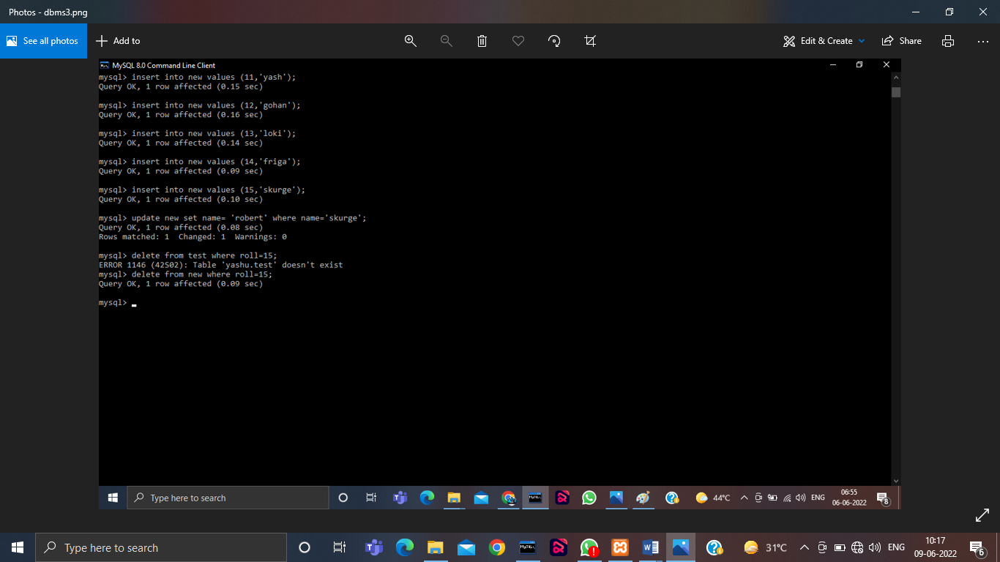 Photos - dbms3.png
See all photos
Add to
Edit & Create
Share
MySQL 8.0 Command Line Client
mysql> insert into new values (11,'yash');
Query OK, 1 row affected (0.15 sec)
mysql> insert into new values (12,'gohan');
Query OK, 1 row affected (0.16 sec)
mysql> insert into new values (13,'loki');
Query OK, 1 row affected (0.14 sec)
mysql> insert into new values (14,'friga');
Query OK, 1 row affected (0.09 sec)
mysql> insert into new values (15,'skurge');
Query OK, 1 row affected (0.10 sec)
mysql> update new set name= 'robert' where name='skurge';
Query OK, 1 row affected (0.08 sec)
Rows matched: 1  Changed: 1  Warnings: 0
mysql> delete from test where roll=15;
ERROR 1146 (42S02): Table 'yashu.test' doesn't exist
mysql> delete from new where roll=15;
Query OK, 1 row affected (0.09 sec)
mysql>
Type here to search
44°C
ENG
06:55
06-06-2022
8
Type here to search
31°C
ENG
10:17
09-06-2022
6